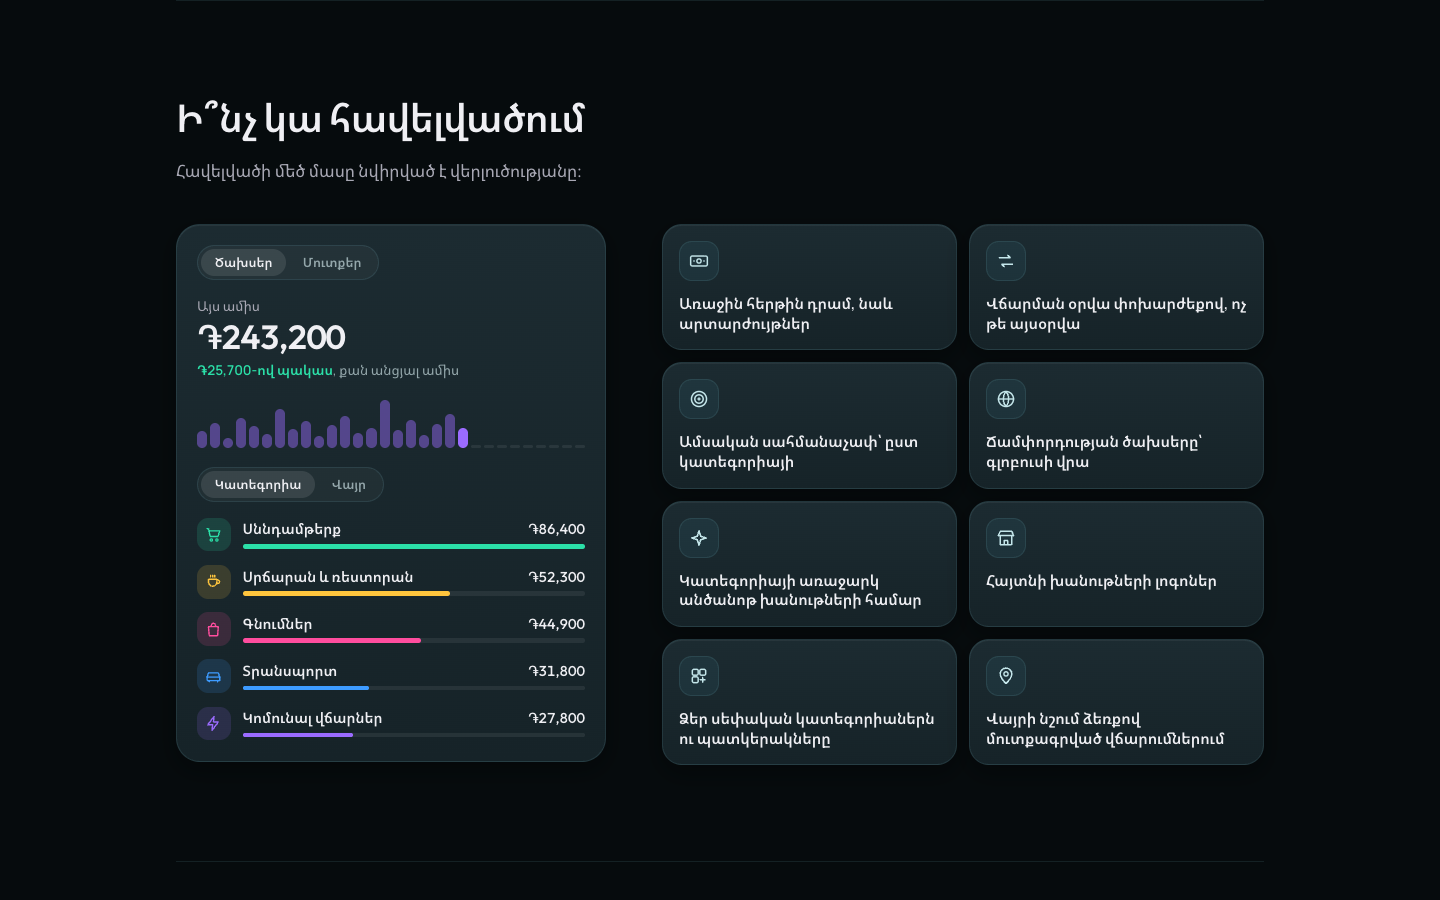 Ի՞նչ կա հավելվածում
Հավելվածի մեծ մասը նվիրված է վերլուծությանը:
Ծախսեր
Մուտքեր
Այս ամիս
֏243,200
֏25,700-ով պակաս, քան անցյալ ամիս
Կատեգորիա
Վայր
Սննդամթերք
֏86,400
Սրճարան և ռեստորան
֏52,300
Գնումներ
֏44,900
Տրանսպորտ
֏31,800
Կոմունալ վճարներ
֏27,800
Առաջին հերթին դրամ, նաև
արտարժույթներ
Վճարման օրվա փոխարժեքով, ոչ
թե այսօրվա
Ամսական սահմանաչափ՝ ըստ
կատեգորիայի
Ճամփորդության ծախսերը՝
գլոբուսի վրա
Կատեգորիայի առաջարկ
անծանոթ խանութների համար
Հայտնի խանութների լոգոներ
Ձեր սեփական կատեգորիաներն
ու պատկերակները
Վայրի նշում ձեռքով
մուտքագրված վճարումներում